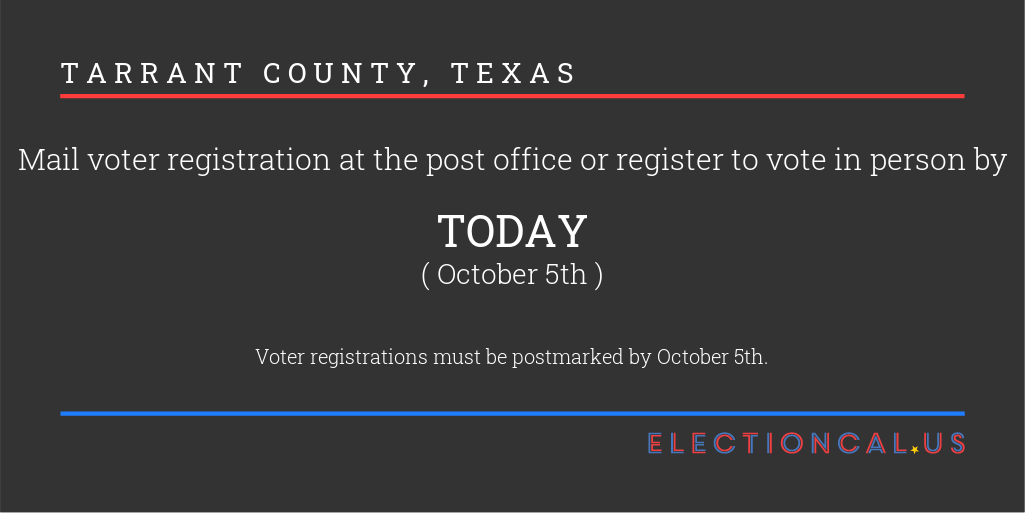 TARRANT COUNTY, TEXAS
Mail voter registration at the post office or register to vote in person by
TODAY
( October 5th )
Voter registrations must be postmarked by October 5th.
ELECTIONCAL.US